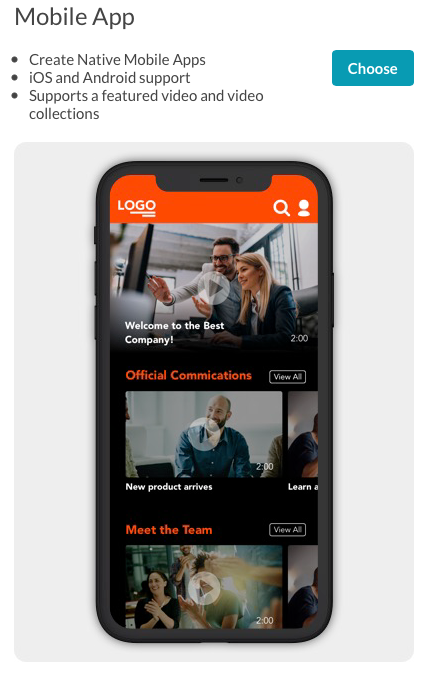 Mobile App
Create Native Mobile Apps
iOS and Android support
Supports a featured video and video
collections
Choose
LOGO
Welcome to the Best
Company!
2:00
Official Commications
View All
2:00
New product arrives
Learn a
Meet the Team
View All
2:00